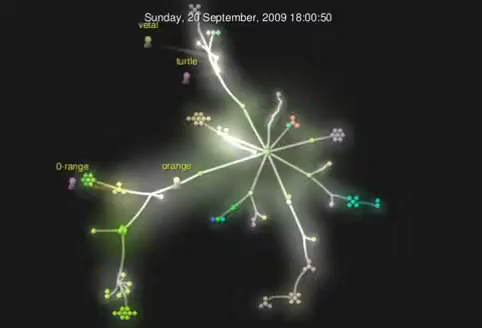 Sunday, 20 September, 2009 18:00:50
vetal
turtle
0-range
orange